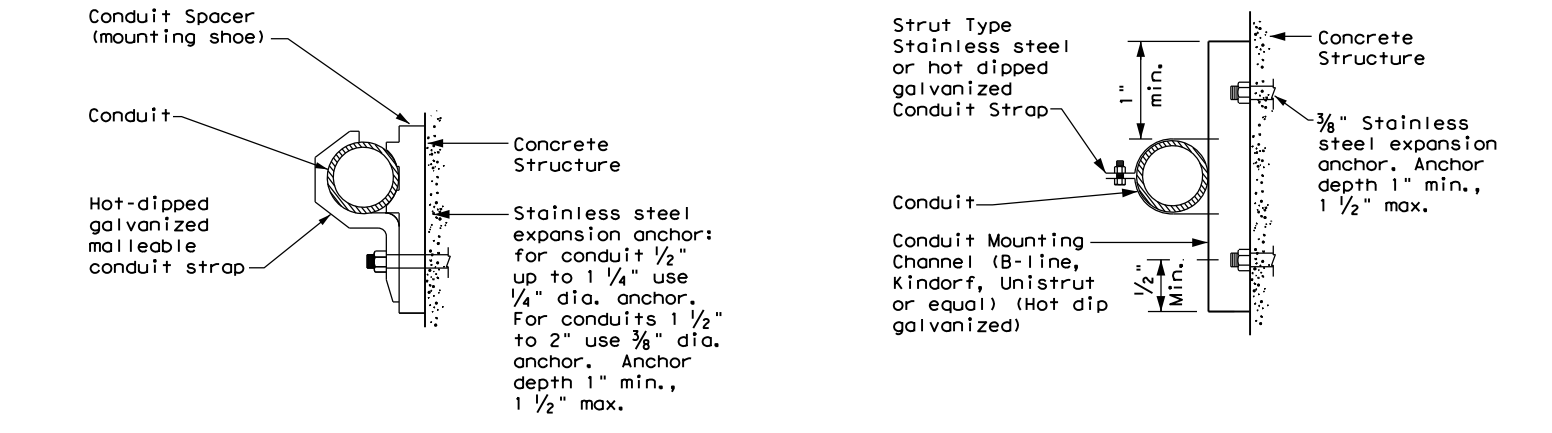 Conduit Spacer
(mounting shoe)
Conduit
Hot-dipped
galvanized
malleable
conduit strap
Concrete
Structure
Stainless steel
expansion anchor:
for conduit ½"
up to 1 ¼" use
¼" dia. anchor.
For conduits 1 ½"
to 2" use ⅜" dia.
anchor. Anchor
depth 1" min.,
1 ½" max.
Strut Type
Stainless steel
or hot dipped
galvanized
Conduit Strap
Conduit
Conduit Mounting
Channel (B-line,
Kindorf, Unistrut
or equal) (Hot dip
galvanized)
1"
min.
½"
Min.
Concrete
Structure
⅜" Stainless
steel expansion
anchor. Anchor
depth 1" min.,
1 ½" max.